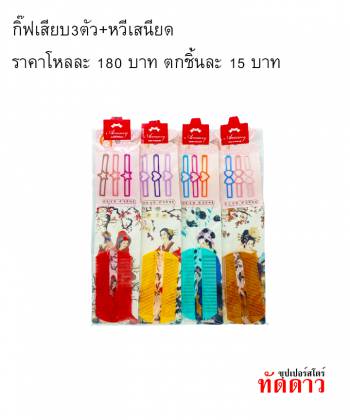 กิ๊ฟเสียบ3ตัว+หวีเสนียด
ราคาโหลละ 180 บาท ตกชิ้นละ 15 บาท
ซุปเปอร์สโตร์
ทัดดาว